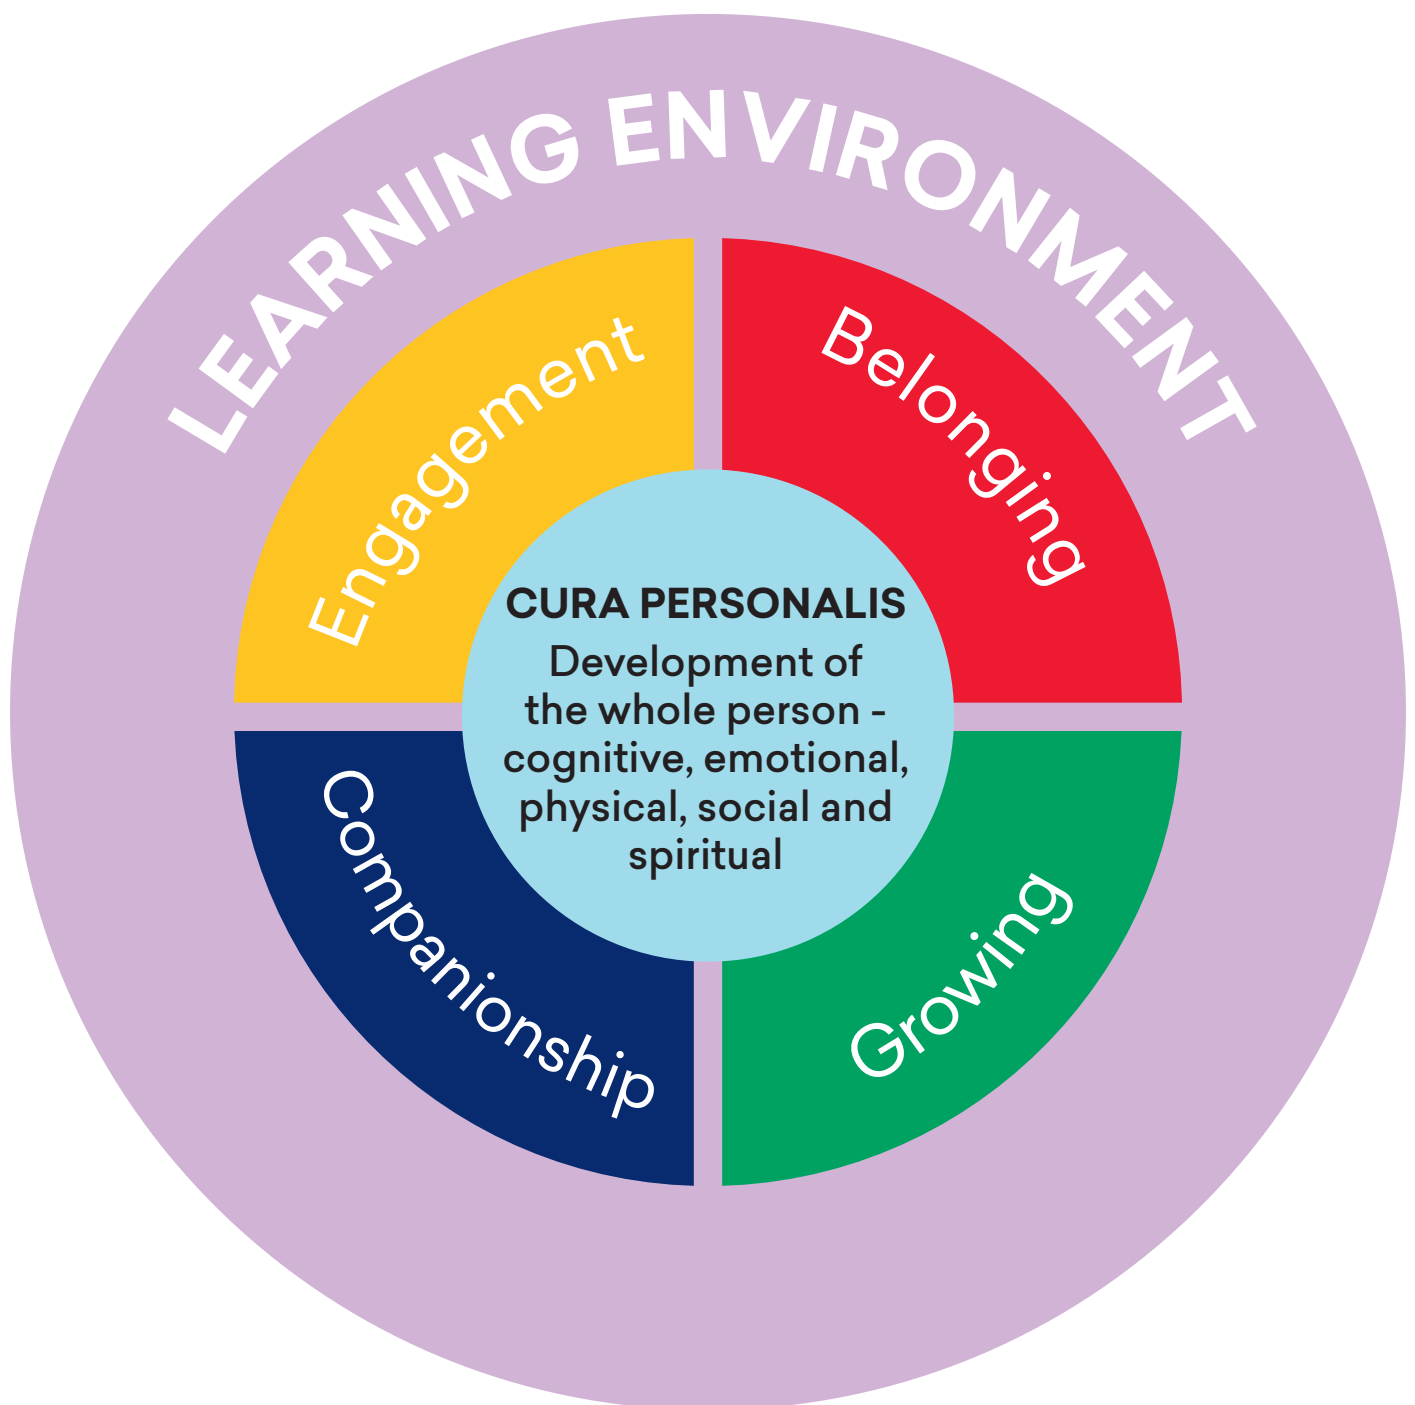 LEARNING ENVIRONMENT
Engagement
Belonging
CURA PERSONALIS
Development of
the whole person -
cognitive, emotional,
physical, social and
spiritual
Companionship
Growing